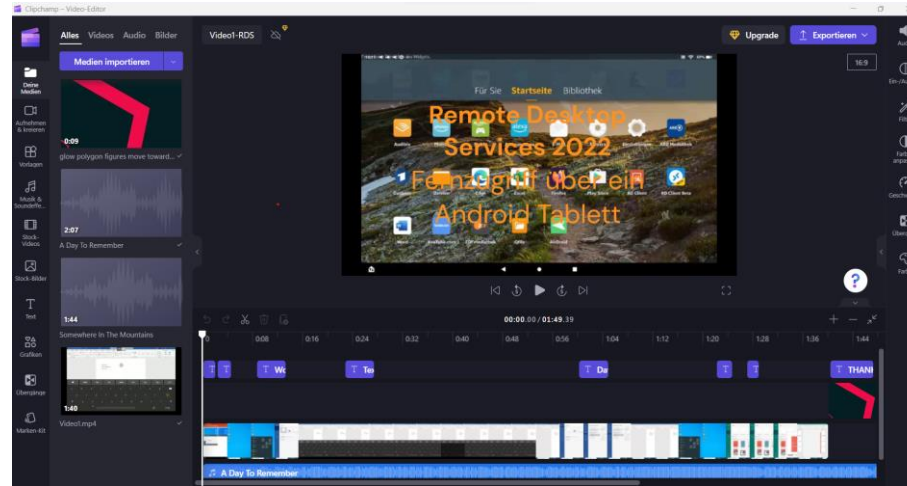 Clipchamp – Video-Editor
Alles Videos Audio Bilder
Video1-RDS
Upgrade
Exportieren
Medien importieren
16:9
Deine Medien
Aufnehmen & kreieren
Vorlagen
Musik & Soundeffe...
Stock-Videos
Stock-Bilder
Text
Grafiken
Übergänge
Marken-Kit
0:09
glow polygon figures move toward...
2:07
A Day To Remember
1:44
Somewhere In The Mountains
1:40
Video1.mp4
Für Sie Startseite Bibliothek
Remote Desktop
Services 2022
Fernzugriff über ein
Android Tablett
00:00.00 / 01:49.39
0 0:08 0:16 0:24 0:32 0:40 0:48 0:56 1:04 1:12 1:20 1:28 1:36 1:44
T T T Wo T Tex T Da T T T THANK
A Day To Remember
?